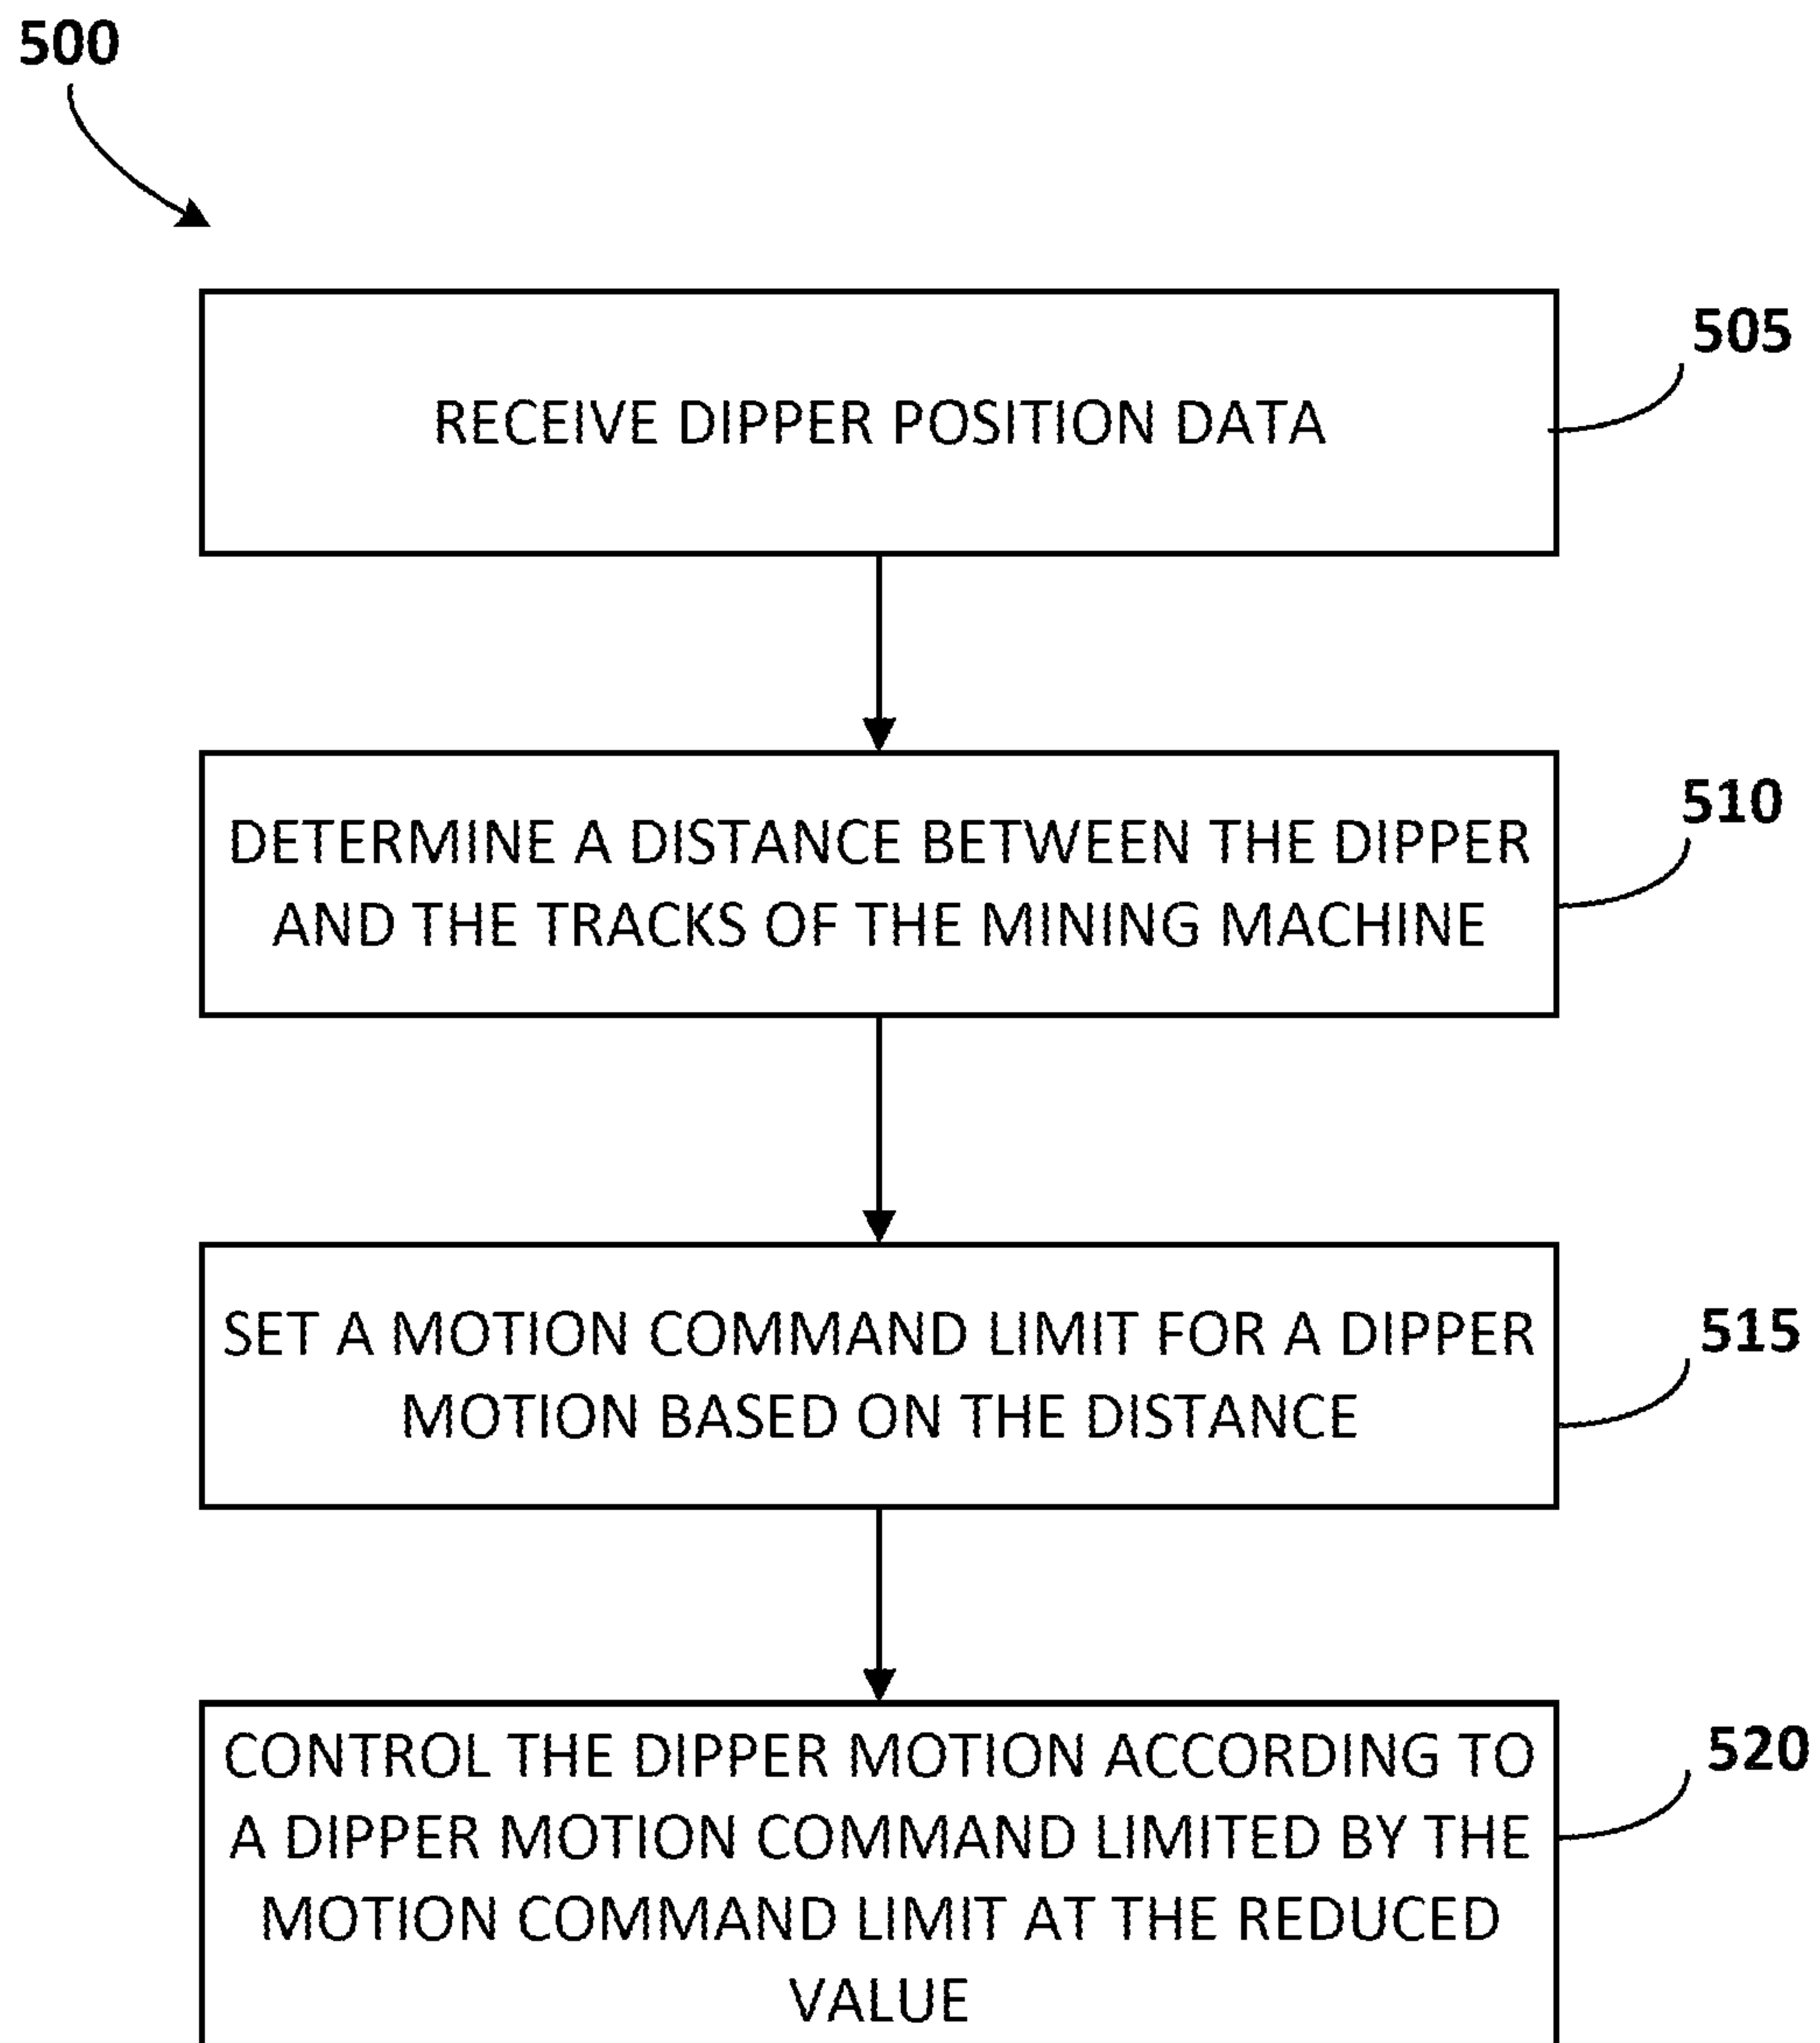 500
505
RECEIVE DIPPER POSITION DATA
510
DETERMINE A DISTANCE BETWEEN THE DIPPER
AND THE TRACKS OF THE MINING MACHINE
515
SET A MOTION COMMAND LIMIT FOR A DIPPER
MOTION BASED ON THE DISTANCE
520
CONTROL THE DIPPER MOTION ACCORDING TO
A DIPPER MOTION COMMAND LIMITED BY THE
MOTION COMMAND LIMIT AT THE REDUCED
VALUE